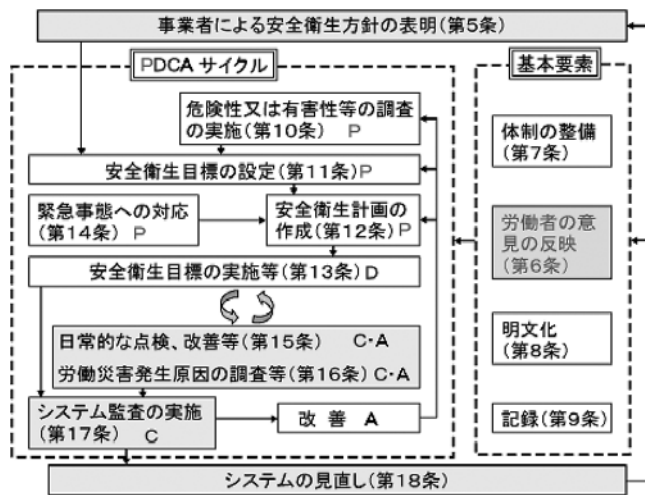 事業者による安全衛生方針の表明(第5条)
PDCA サイクル
基本要素
危険性又は有害性等の調査
の実施(第10条) P
安全衛生目標の設定(第11条)P
緊急事態への対応
(第14条) P
安全衛生計画の
作成(第12条)P
安全衛生目標の実施等(第13条)D
日常的な点検、改善等(第15条) C・A
労働災害発生原因の調査等(第16条)C・A
システム監査の実施
(第17条) C
改 善 A
体制の整備
(第7条)
労働者の意
見の反映
(第6条)
明文化
(第8条)
記録(第9条)
システムの見直し(第18条)